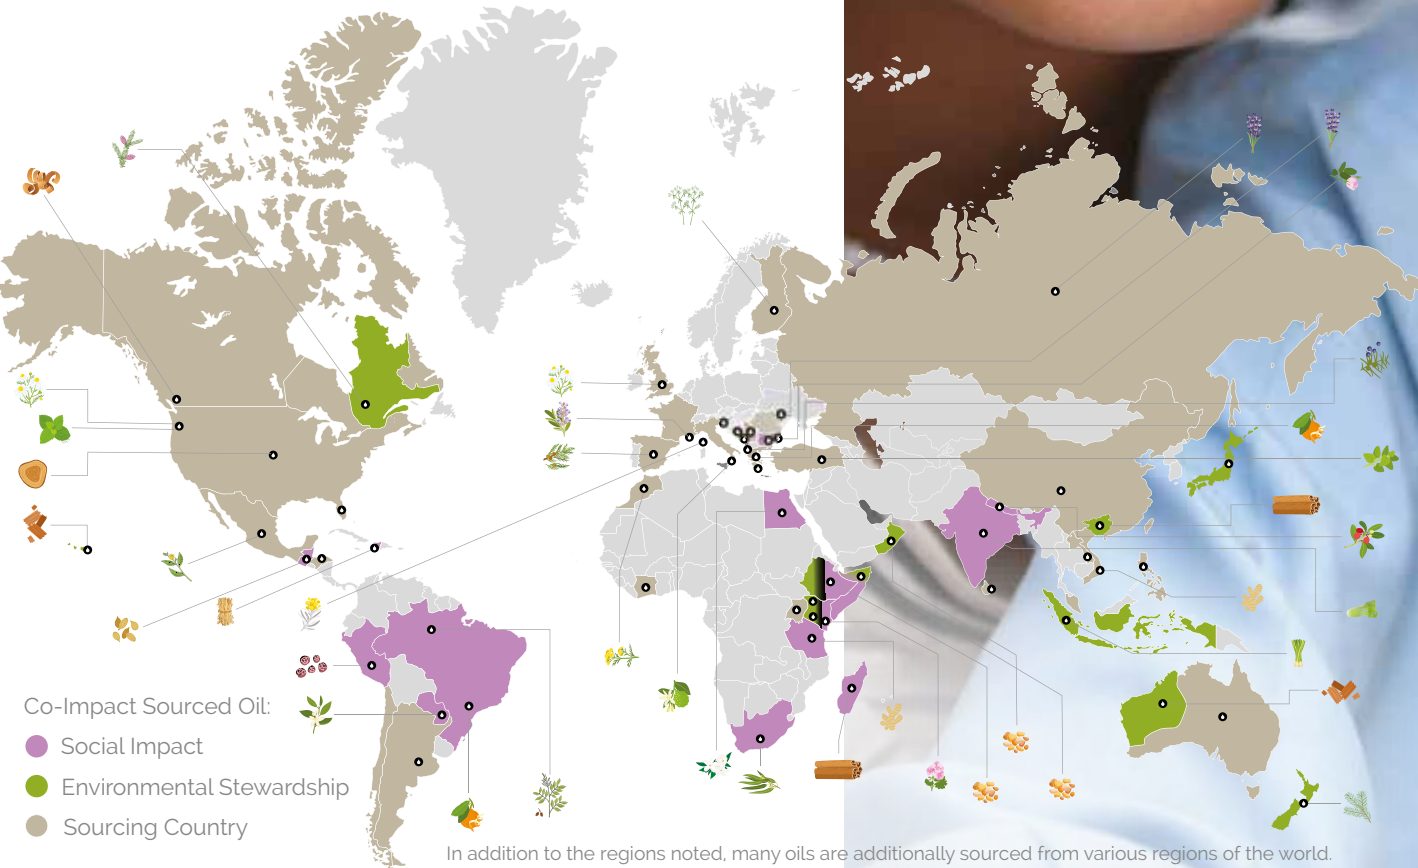 Co-Impact Sourced Oil:
Social Impact
Environmental Stewardship
Sourcing Country
In addition to the regions noted, many oils are additionally sourced from various regions of the world.